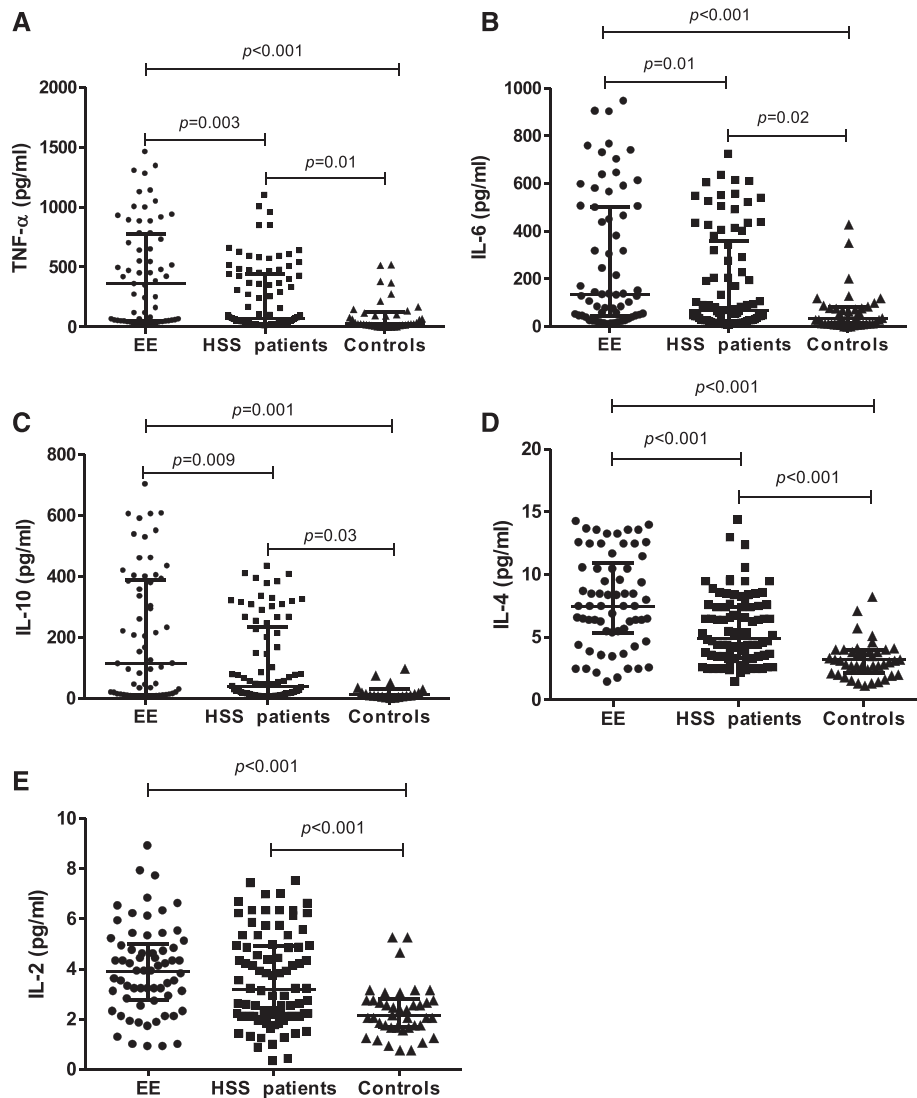 A
p<0.001
p=0.003
p=0.01
TNF-α (pg/ml)
2000
1500
1000
500
0
EE HSS patients Controls
B
p<0.001
p=0.01
p=0.02
IL-6 (pg/ml)
1000
800
600
400
200
0
EE HSS patients Controls
C
p=0.001
p=0.009
p=0.03
IL-10 (pg/ml)
800
600
400
200
0
EE HSS patients Controls
D
p<0.001
p<0.001
p<0.001
IL-4 (pg/ml)
20
15
10
5
0
EE HSS patients Controls
E
p<0.001
p<0.001
IL-2 (pg/ml)
10
8
6
4
2
0
EE HSS patients Controls